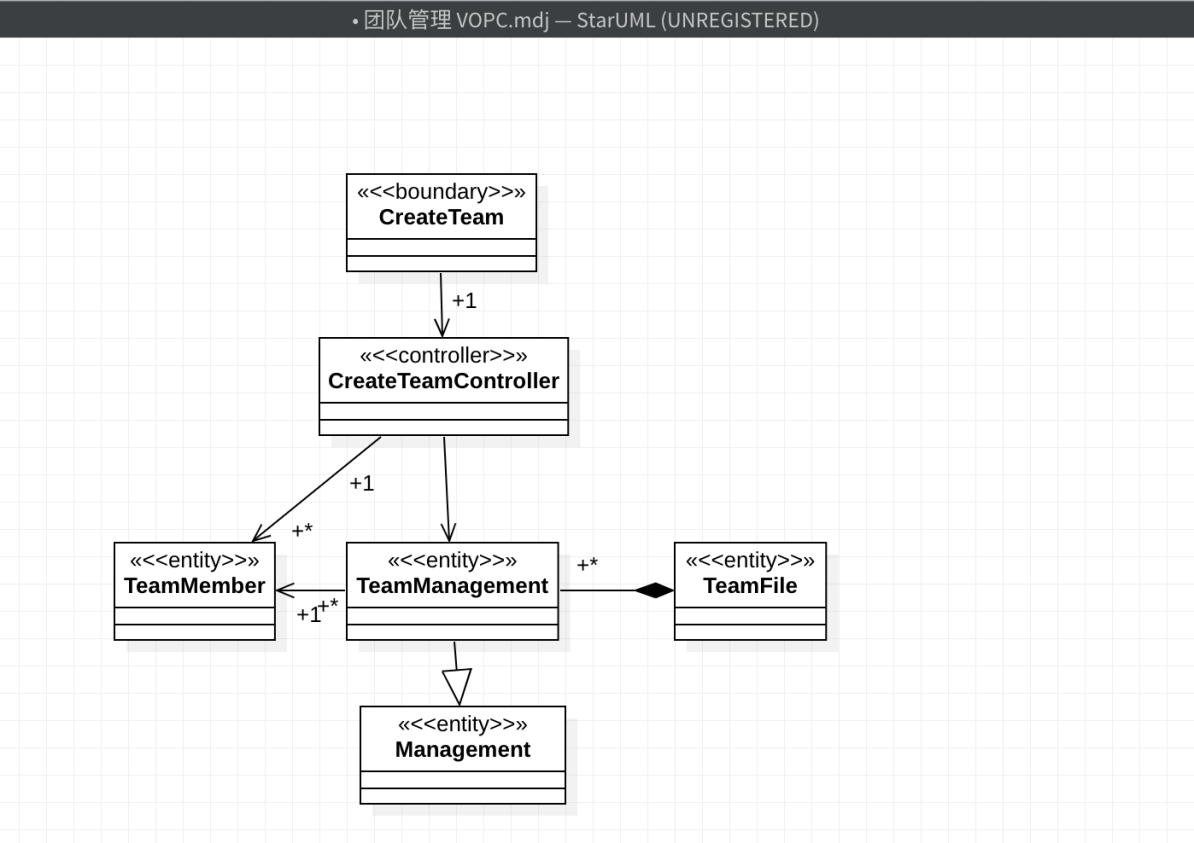 • 团队管理 VOPC.mdj — StarUML (UNREGISTERED)
«<<boundary>>»
CreateTeam
+1
«<<controller>>»
CreateTeamController
+1
+*
«<<entity>>»
TeamMember
«<<entity>>»
TeamManagement
+*
«<<entity>>»
TeamFile
+1
+*
«<<entity>>»
Management